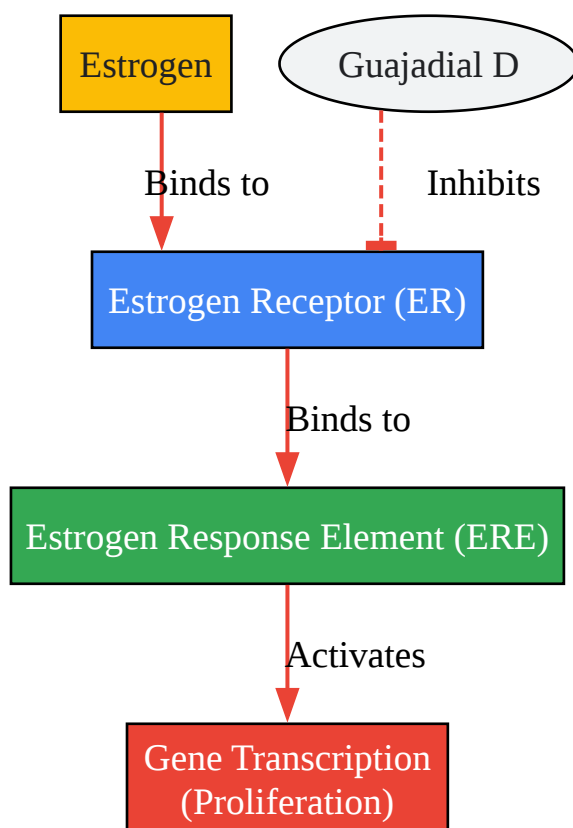 Estrogen
Guajadial D
Binds to
Inhibits
Estrogen Receptor (ER)
Binds to
Estrogen Response Element (ERE)
Activates
Gene Transcription
(Proliferation)